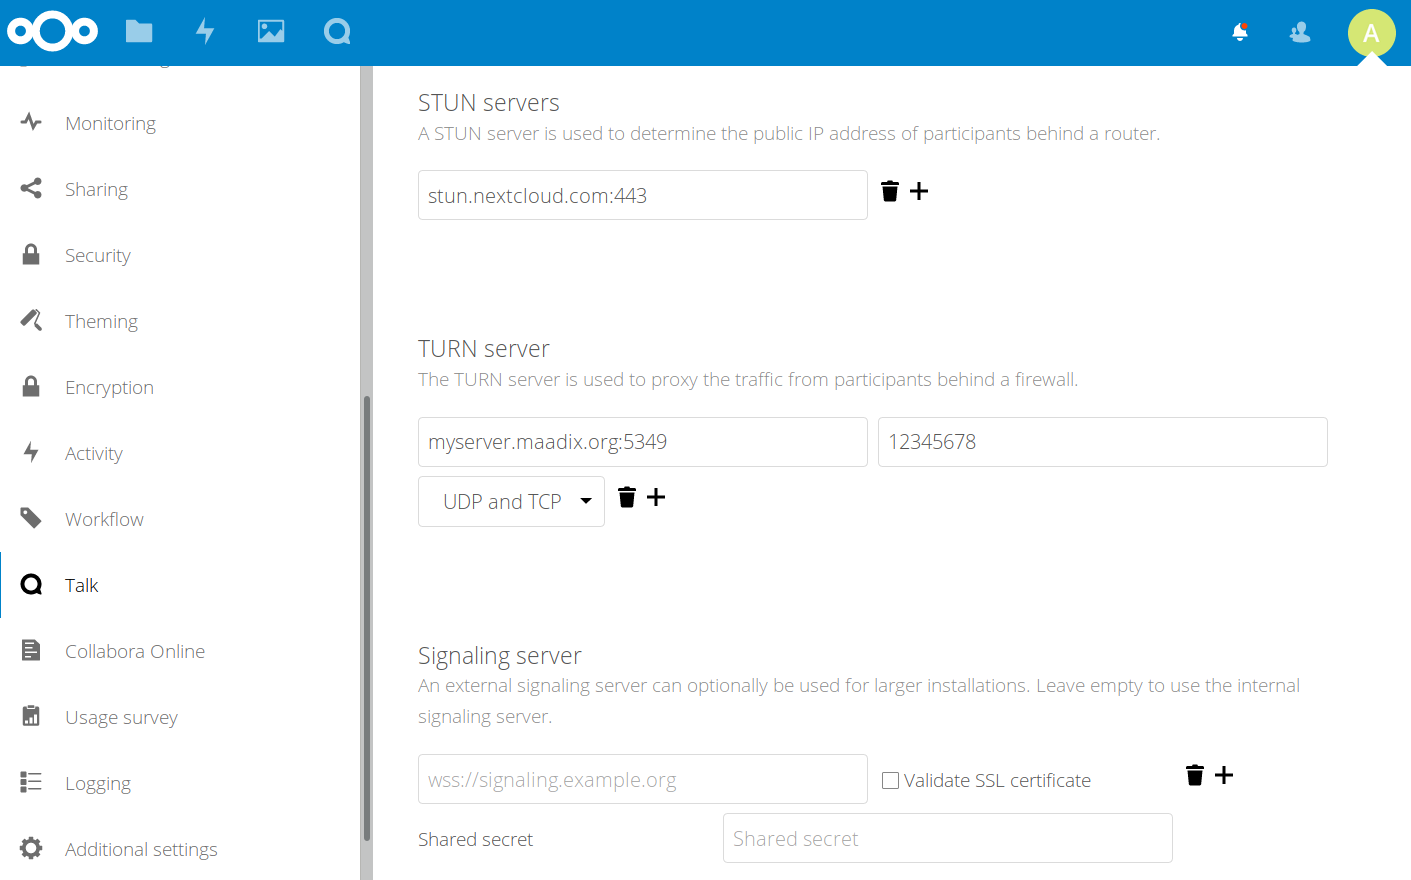 A
Monitoring
Sharing
Security
Theming
Encryption
Activity
Workflow
Talk
Collabora Online
Usage survey
Logging
Additional settings
STUN servers
A STUN server is used to determine the public IP address of participants behind a router.
stun.nextcloud.com:443
TURN server
The TURN server is used to proxy the traffic from participants behind a firewall.
myserver.maadix.org:5349 12345678
UDP and TCP
Signaling server
An external signaling server can optionally be used for larger installations. Leave empty to use the internal
signaling server.
wss://signaling.example.org Validate SSL certificate
Shared secret Shared secret